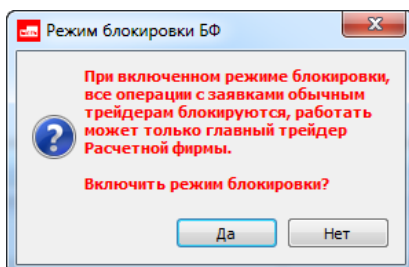 Режим блокировки БФ
При включенном режиме блокировки,
все операции с заявками обычным
трейдерам блокируются, работать
может только главный трейдер
Расчетной фирмы.
Включить режим блокировки?
Да
Нет